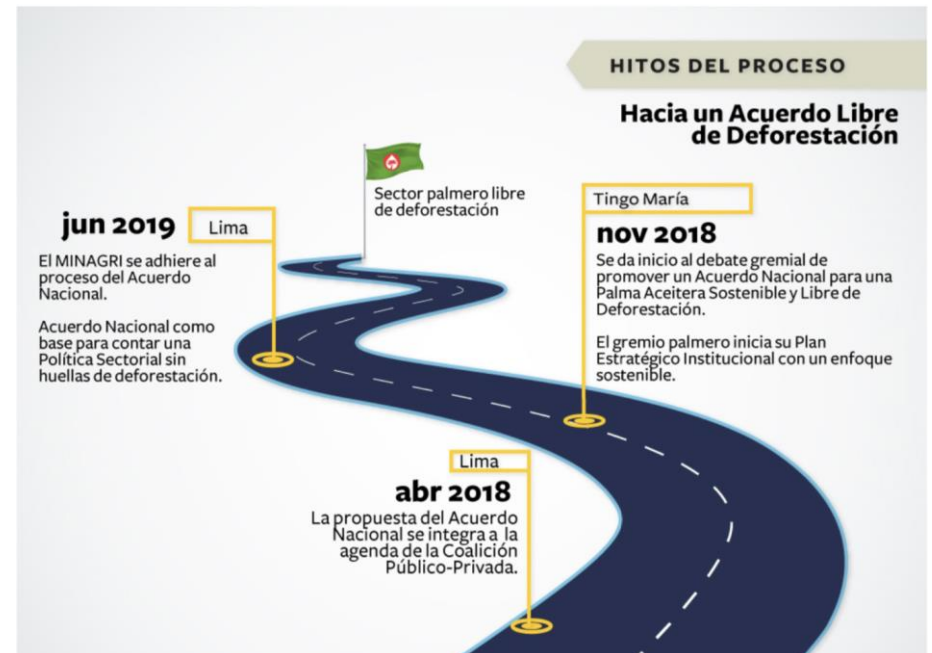 HITOS DEL PROCESO
Hacia un Acuerdo Libre
de Deforestación
Sector palmero libre
de deforestación
jun 2019
Lima
El MINAGRI se adhiere al
proceso del Acuerdo
Nacional.
Acuerdo Nacional como
base para contar una
Política Sectorial sin
huellas de deforestación.
Tingo María
nov 2018
Se da inicio al debate gremial de
promover un Acuerdo Nacional para una
Palma Aceitera Sostenible y Libre de
Deforestación.
El gremio palmero inicia su Plan
Estratégico Institucional con un enfoque
sostenible.
Lima
abr 2018
La propuesta del Acuerdo
Nacional se integra a la
agenda de la Coalición
Público-Privada.